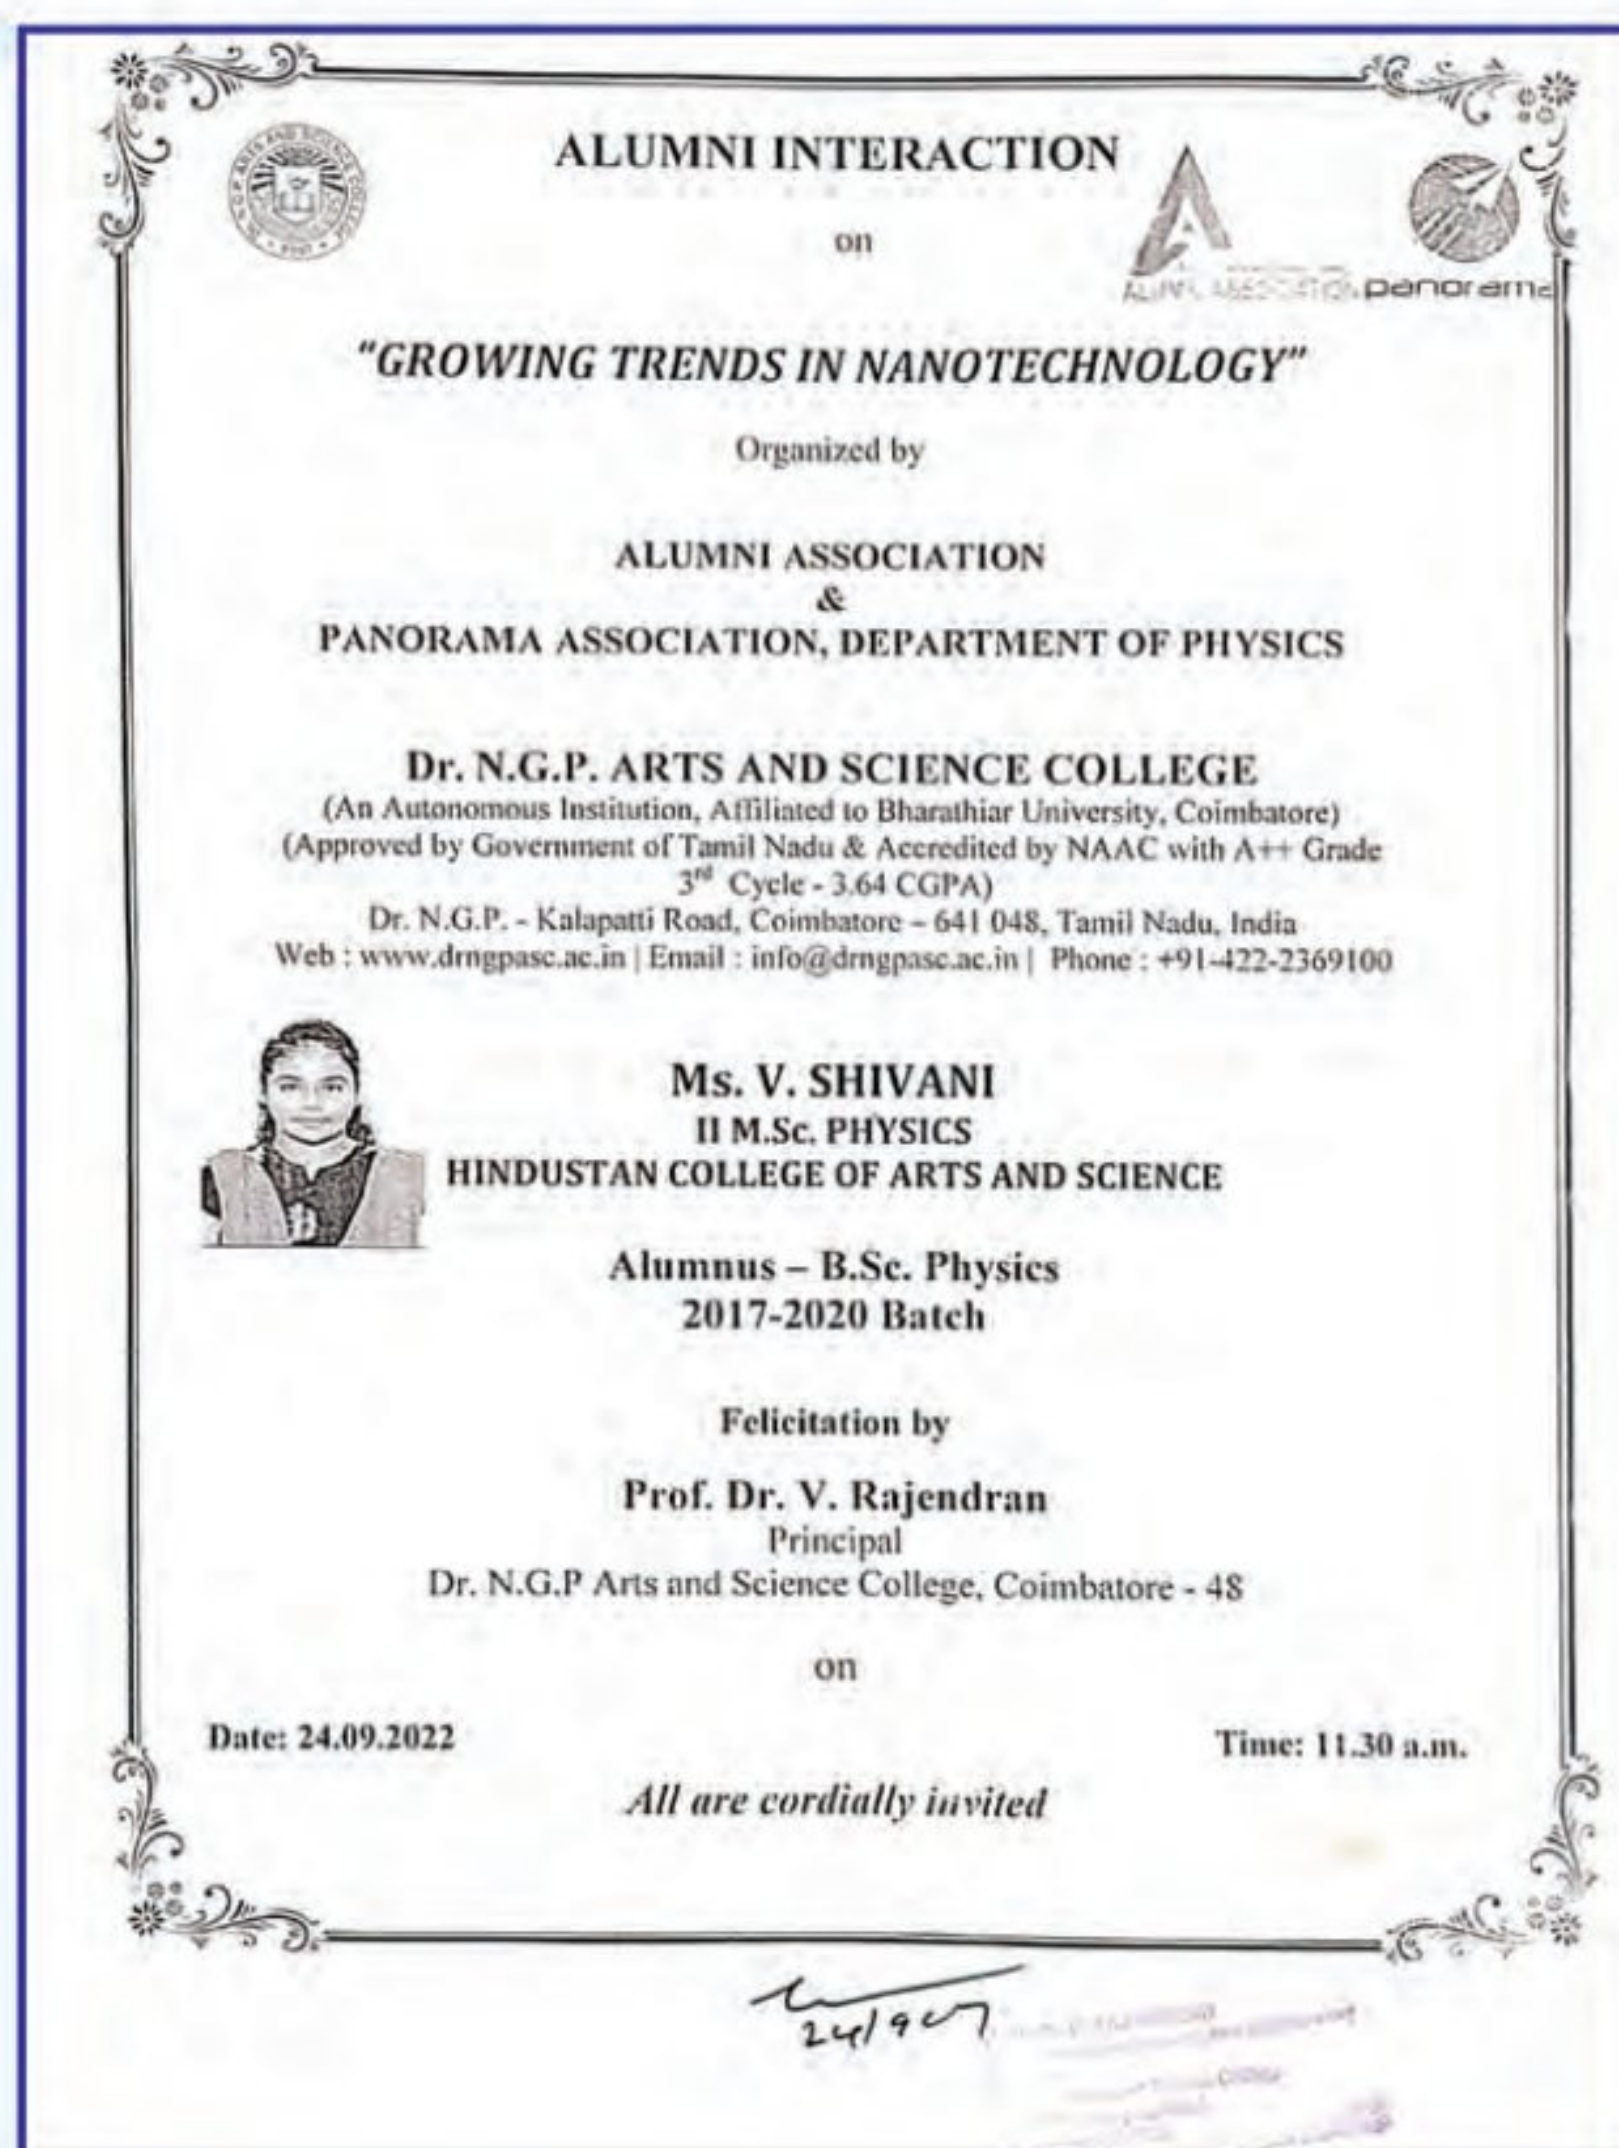 ALUMNI INTERACTION
on
ALUMNI ASSOCIATION
panorama
"GROWING TRENDS IN NANOTECHNOLOGY"
Organized by
ALUMNI ASSOCIATION
&
PANORAMA ASSOCIATION, DEPARTMENT OF PHYSICS
Dr. N.G.P. ARTS AND SCIENCE COLLEGE
(An Autonomous Institution, Affiliated to Bharathiar University, Coimbatore)
(Approved by Government of Tamil Nadu & Accredited by NAAC with A++ Grade
3rd Cycle - 3.64 CGPA)
Dr. N.G.P. - Kalapatti Road, Coimbatore – 641 048, Tamil Nadu, India
Web : www.drngpasc.ac.in | Email : info@drngpasc.ac.in | Phone : +91-422-2369100
Ms. V. SHIVANI
II M.Sc. PHYSICS
HINDUSTAN COLLEGE OF ARTS AND SCIENCE
Alumnus – B.Sc. Physics
2017-2020 Batch
Felicitation by
Prof. Dr. V. Rajendran
Principal
Dr. N.G.P Arts and Science College, Coimbatore - 48
on
Date: 24.09.2022
Time: 11.30 a.m.
All are cordially invited